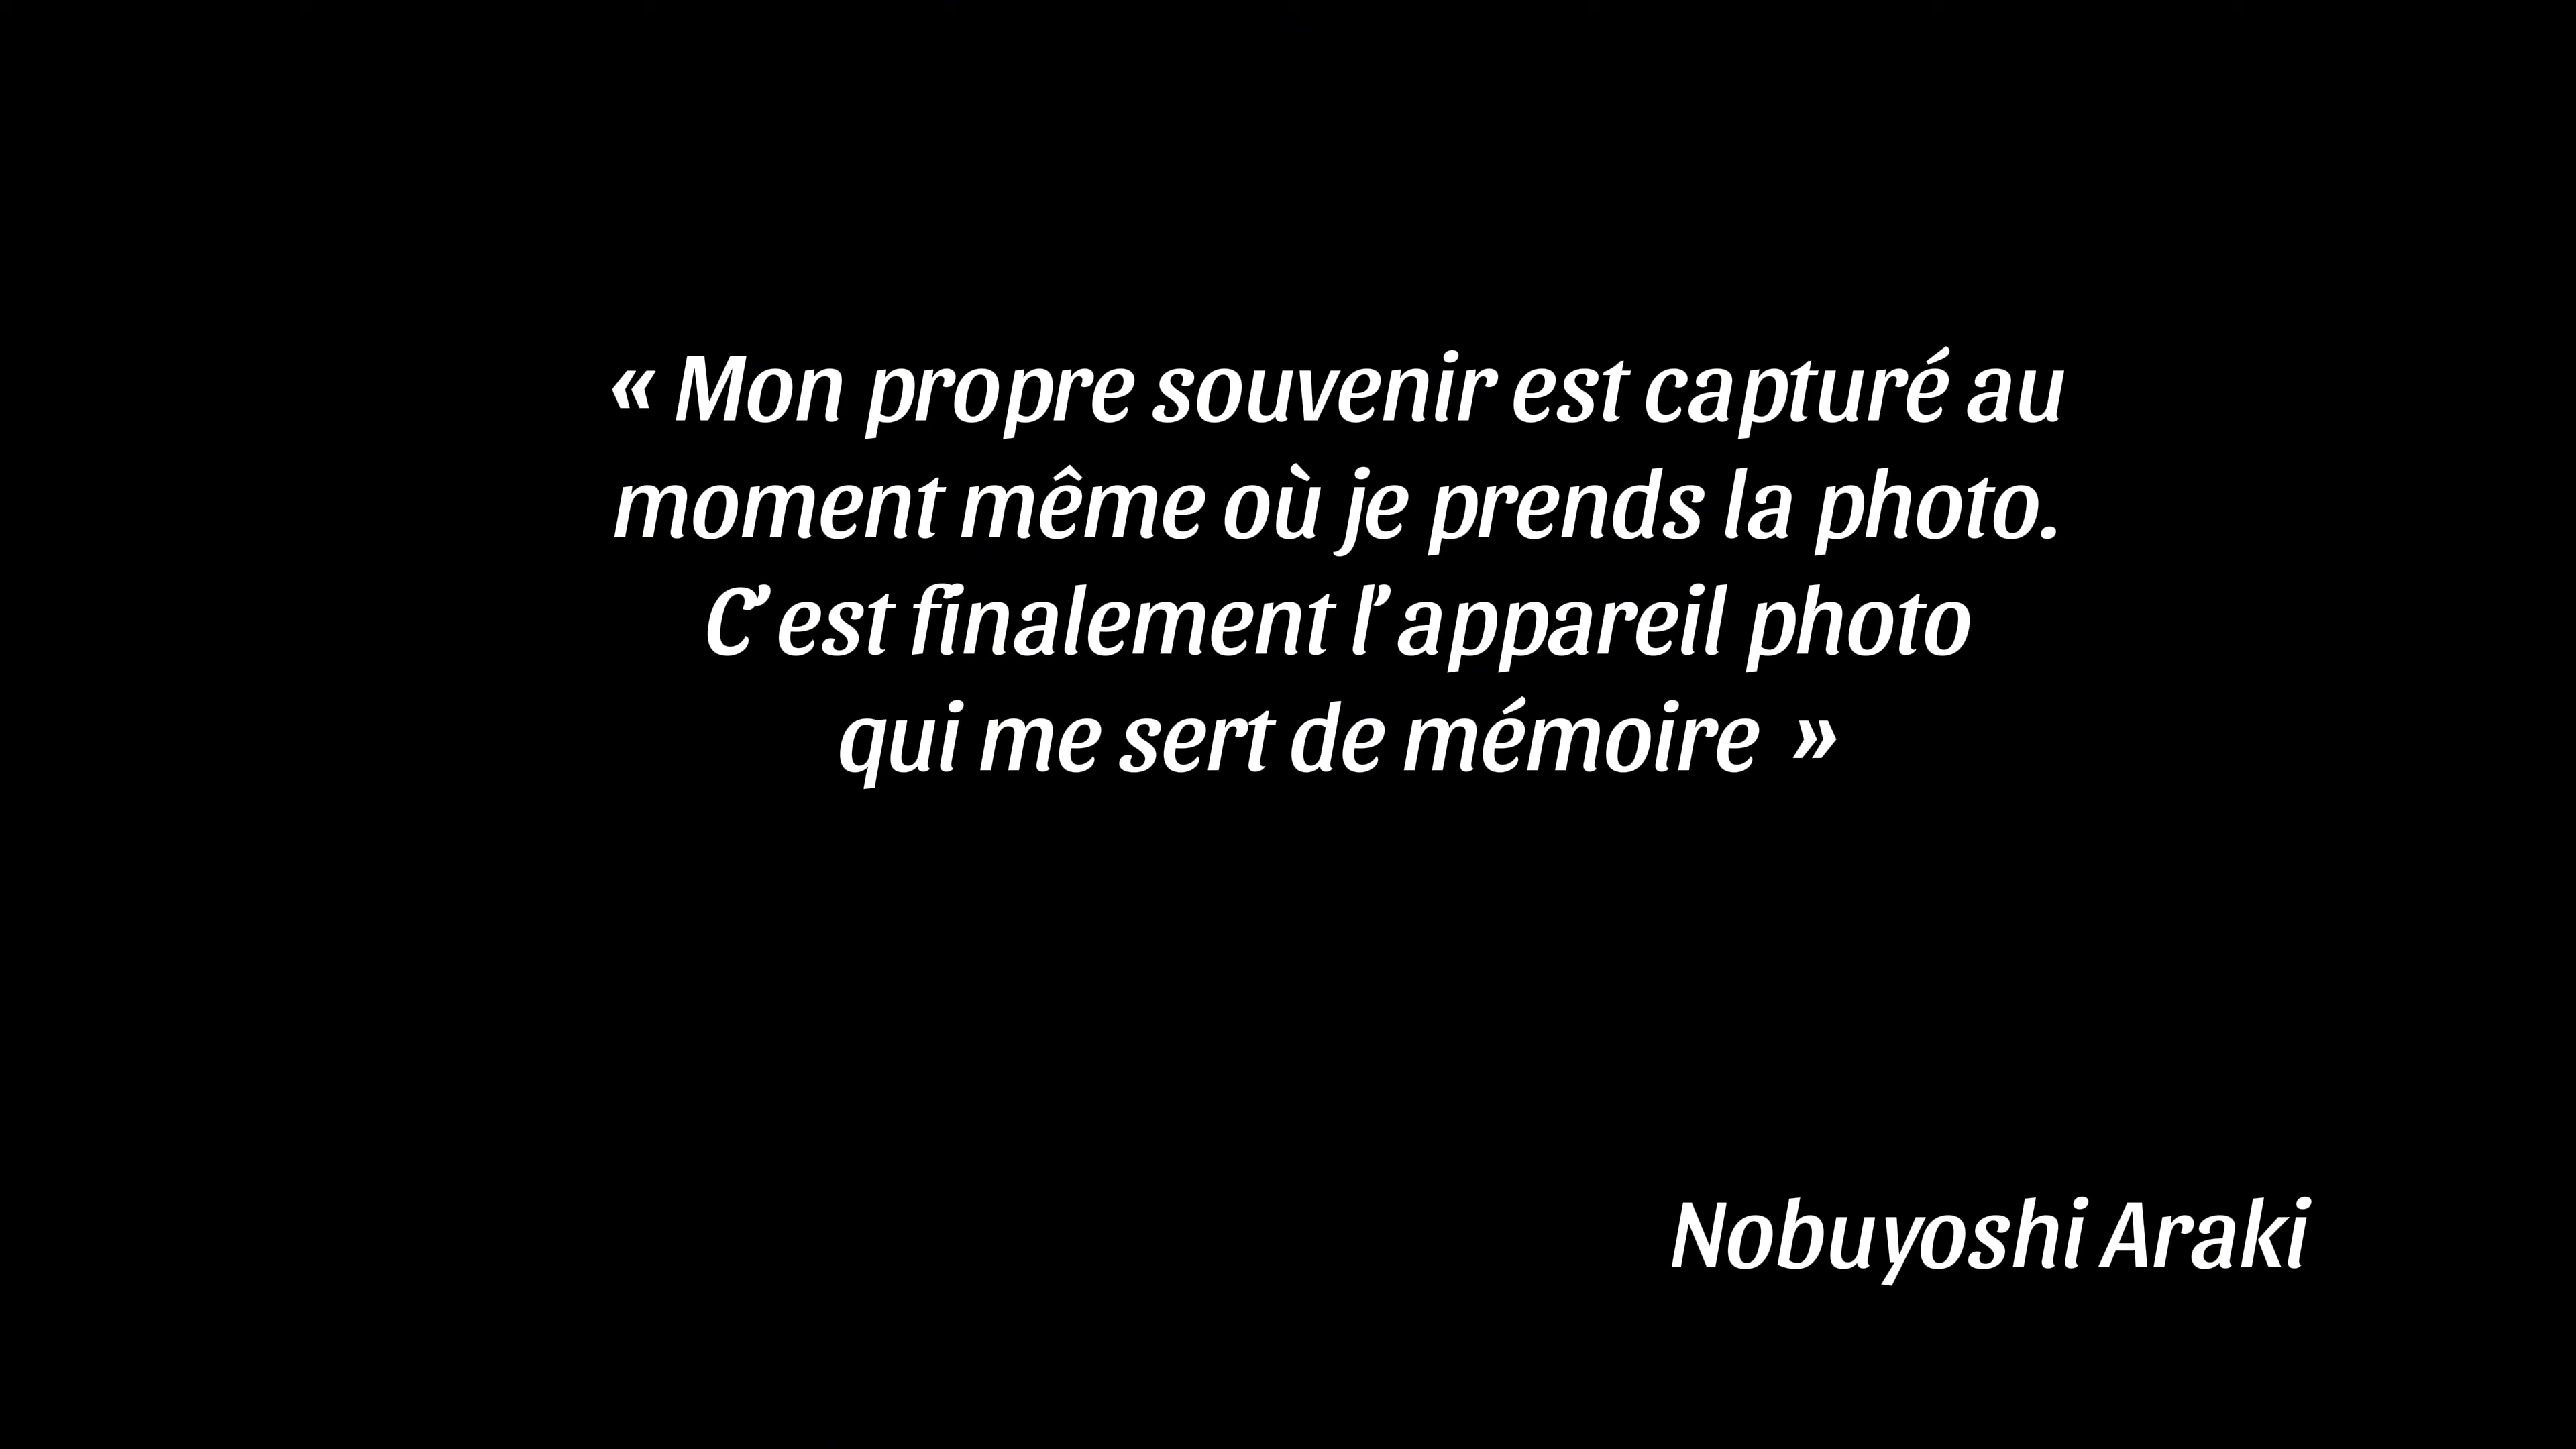 « Mon propre souvenir est capturé au
moment même où je prends la photo.
C’est finalement l’appareil photo
qui me sert de mémoire »
Nobuyoshi Araki